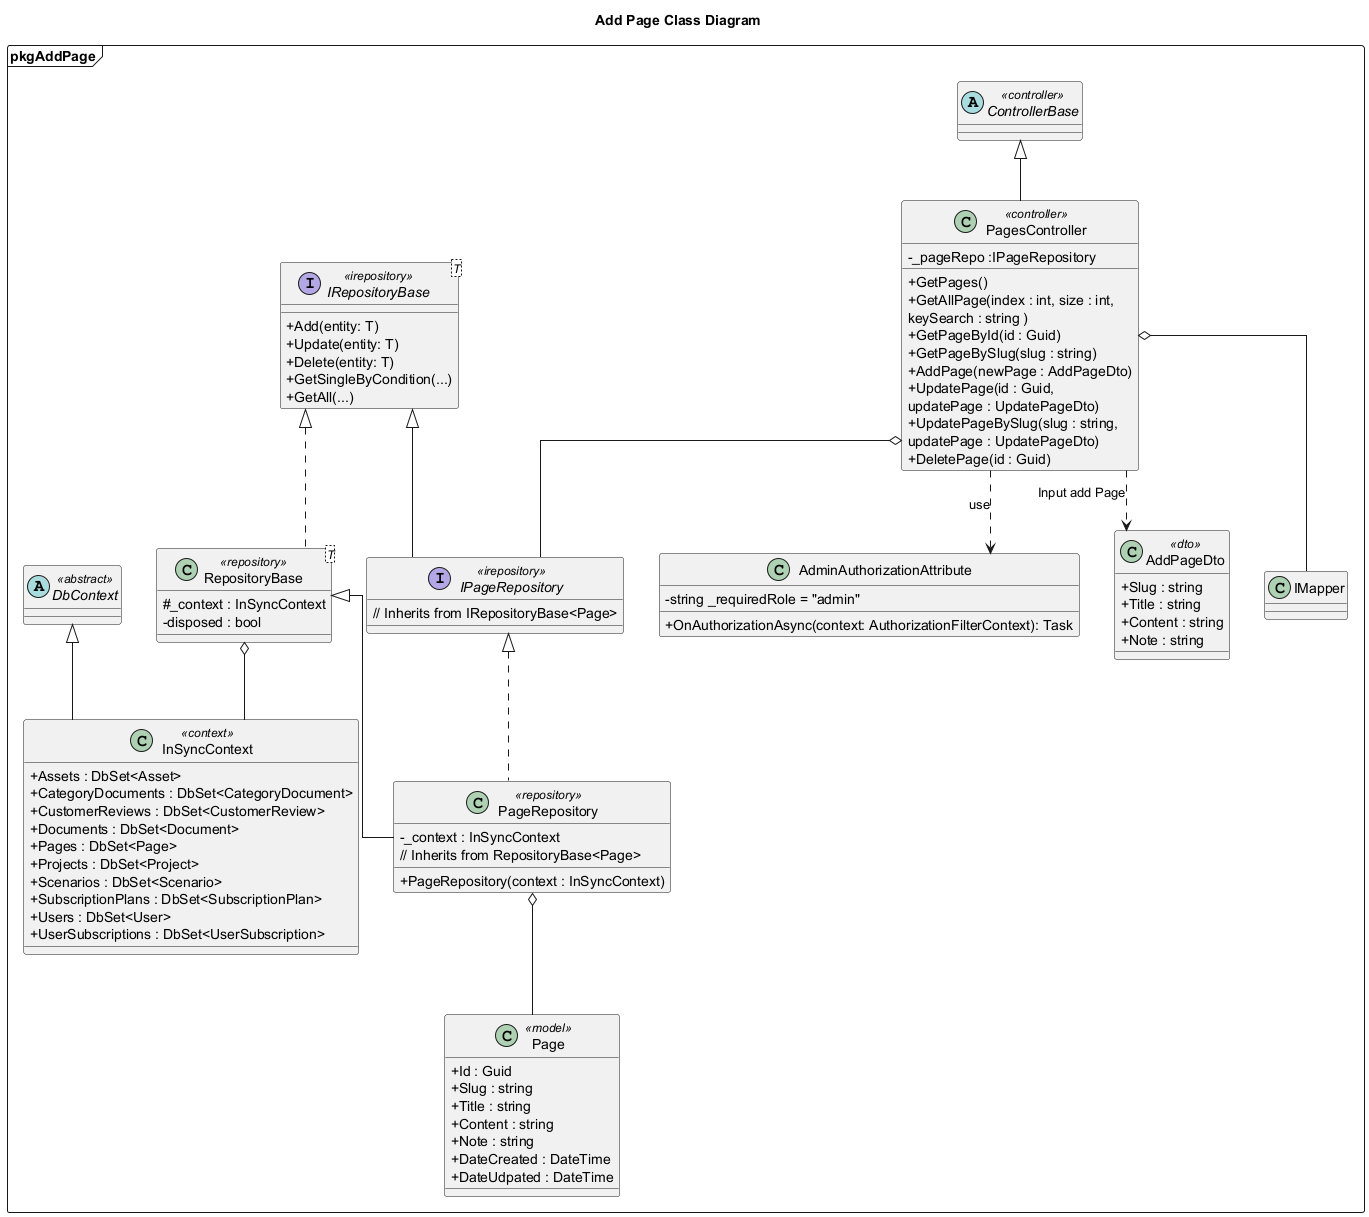 Add Page Class Diagram
pkgAddPage
A
«controller»
ControllerBase
C
«controller»
PagesController
-_pageRepo :IPageRepository
+GetPages()
+GetAllPage(index : int, size : int,
keySearch : string )
+GetPageById(id : Guid)
+GetPageBySlug(slug : string)
+AddPage(newPage : AddPageDto)
+UpdatePage(id : Guid,
updatePage : UpdatePageDto)
+UpdatePageBySlug(slug : string,
updatePage : UpdatePageDto)
+DeletePage(id : Guid)
T
I
«irepository»
IRepositoryBase
+Add(entity: T)
+Update(entity: T)
+Delete(entity: T)
+GetSingleByCondition(...)
+GetAll(...)
use
Input add Page
A
«abstract»
DbContext
T
C
«repository»
RepositoryBase
#_context : InSyncContext
-disposed : bool
I
«irepository»
IPageRepository
// Inherits from IRepositoryBase<Page>
C
AdminAuthorizationAttribute
-string _requiredRole = "admin"
+OnAuthorizationAsync(context: AuthorizationFilterContext): Task
C
«dto»
AddPageDto
+Slug : string
+Title : string
+Content : string
+Note : string
C
IMapper
C
«context»
InSyncContext
+Assets : DbSet<Asset>
+CategoryDocuments : DbSet<CategoryDocument>
+CustomerReviews : DbSet<CustomerReview>
+Documents : DbSet<Document>
+Pages : DbSet<Page>
+Projects : DbSet<Project>
+Scenarios : DbSet<Scenario>
+SubscriptionPlans : DbSet<SubscriptionPlan>
+Users : DbSet<User>
+UserSubscriptions : DbSet<UserSubscription>
C
«repository»
PageRepository
-_context : InSyncContext
// Inherits from RepositoryBase<Page>
+PageRepository(context : InSyncContext)
C
«model»
Page
+Id : Guid
+Slug : string
+Title : string
+Content : string
+Note : string
+DateCreated : DateTime
+DateUdpated : DateTime